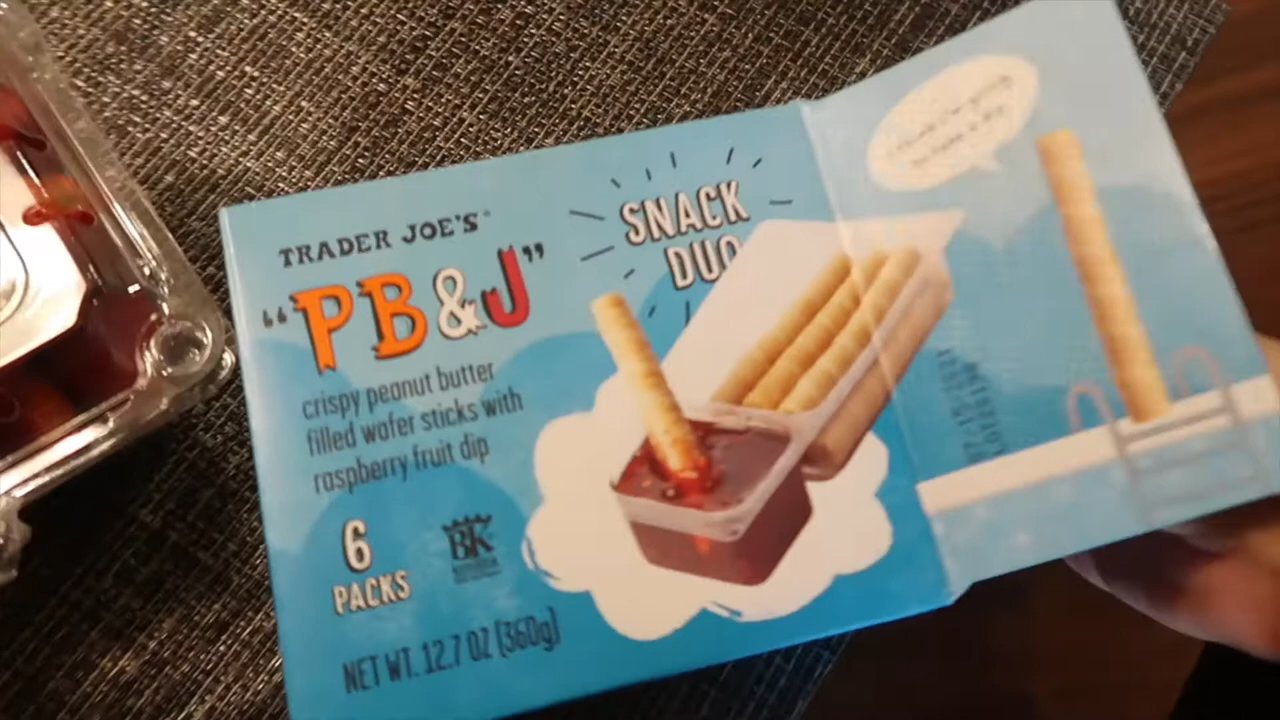 TRADER JOE'S
"PB&J"
SNACK
DUO
crispy peanut butter
filled wafer sticks with
raspberry fruit dip
6
PACKS
BK
NET WT. 12.7 OZ (360g)